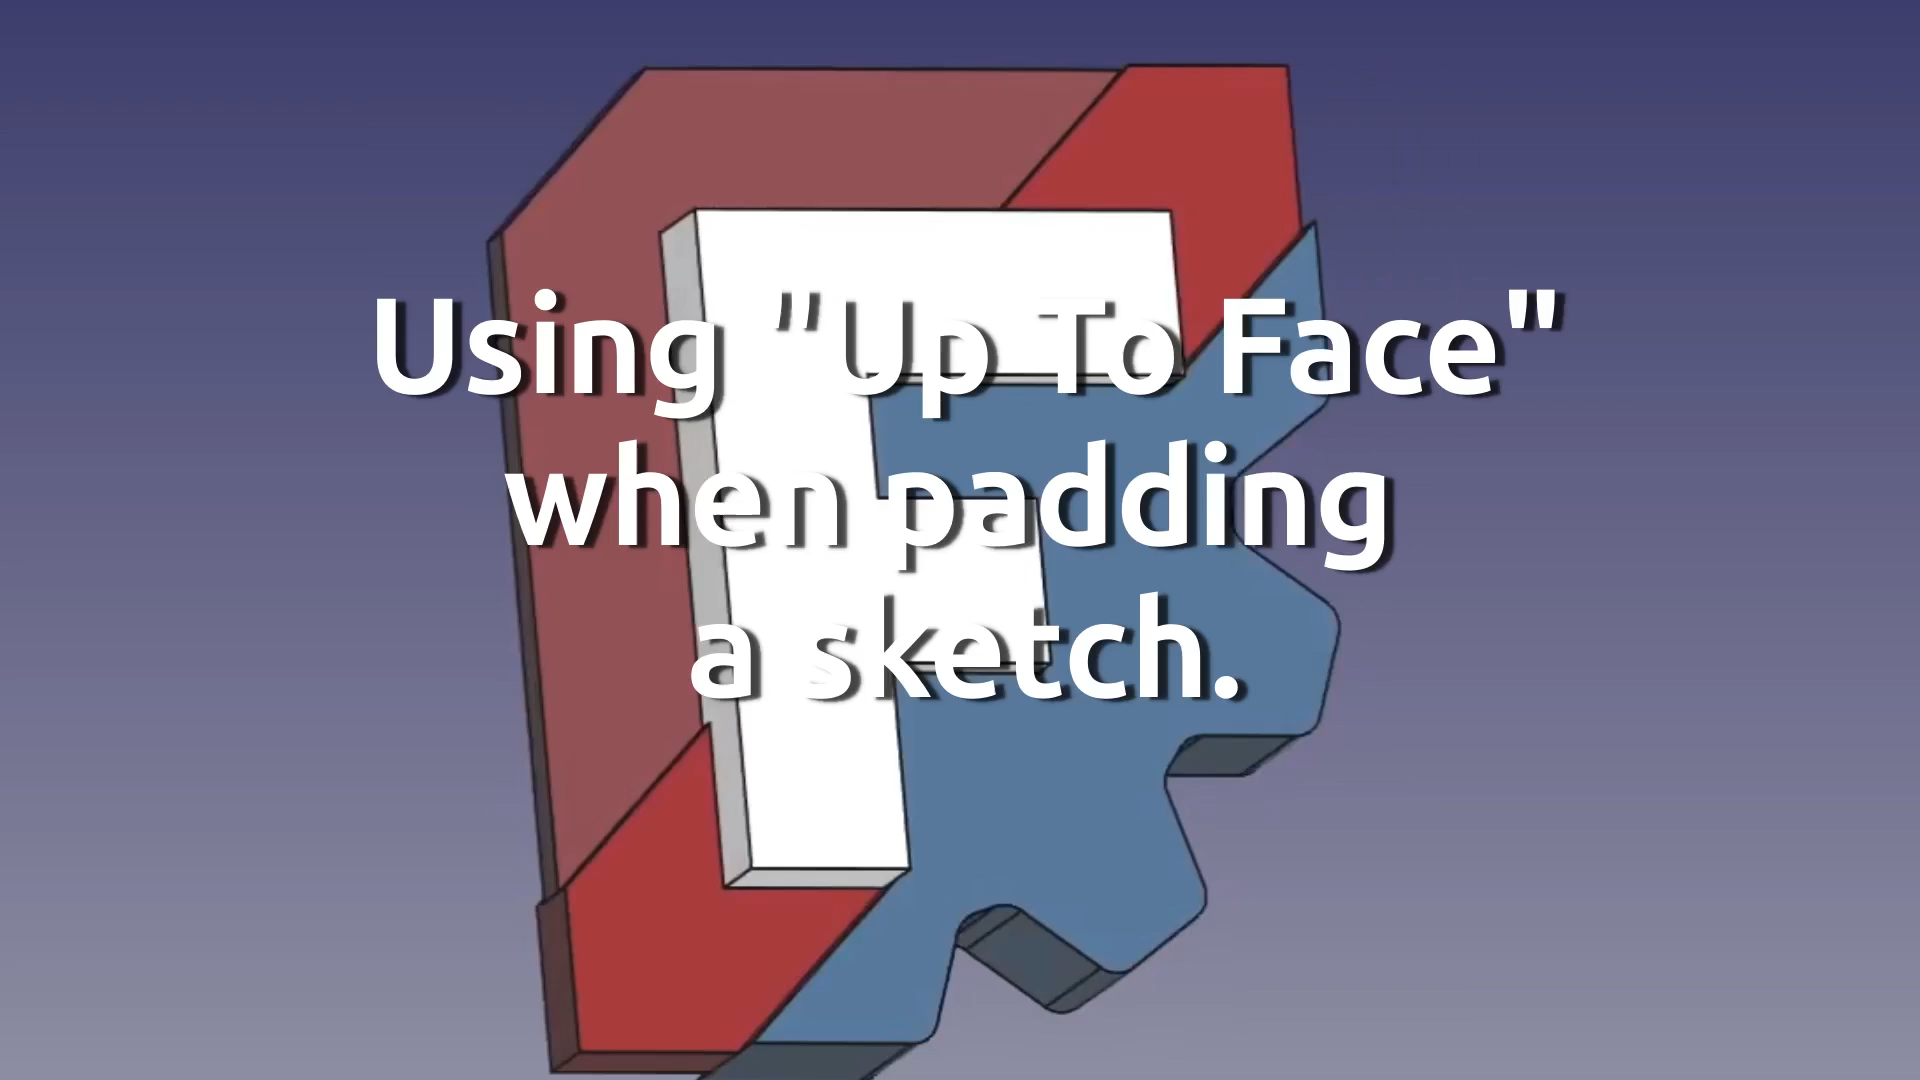 Using "Up To Face"
when padding
a sketch.